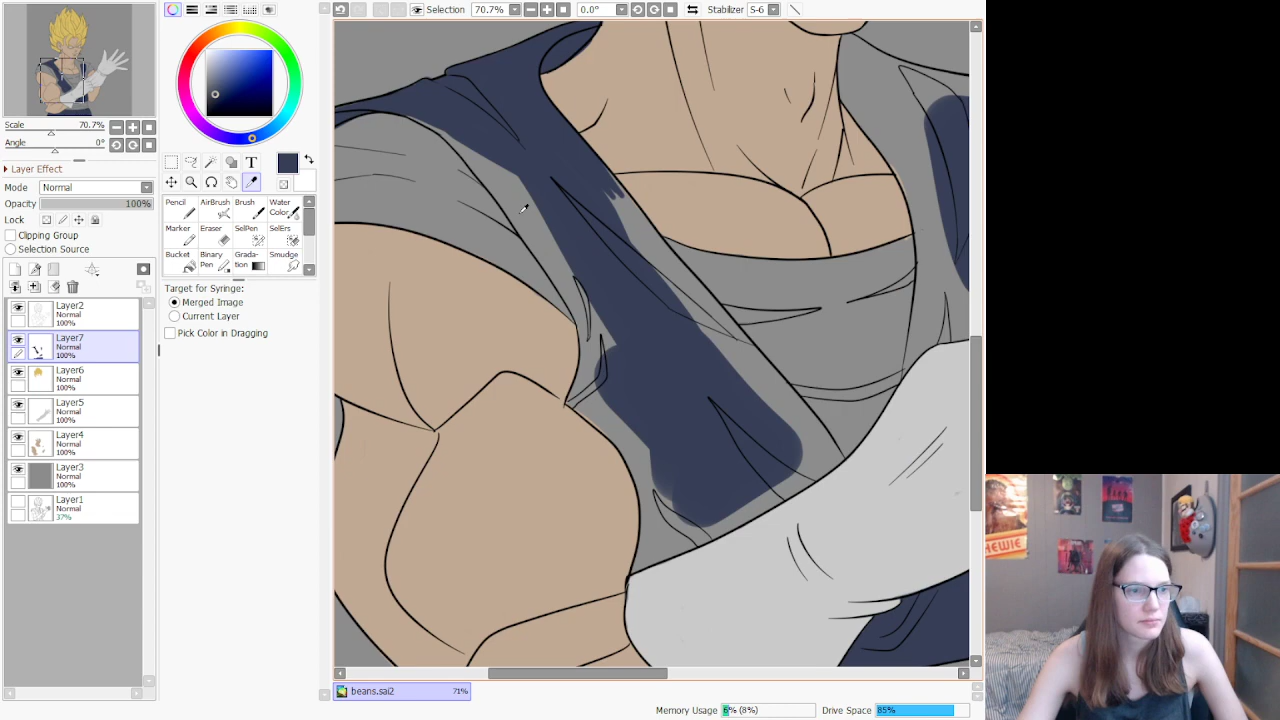 Selection 70.7% 0.0° Stabilizer S-6
Scale 70.7%
Angle 0°
Layer Effect
Mode Normal
Opacity 100%
Lock
Clipping Group
Selection Source
Layer2
Normal
100%
Layer7
Normal
100%
Layer6
Normal
100%
Layer5
Normal
100%
Layer4
Normal
100%
Layer3
Normal
100%
Layer1
Normal
37%
T
Pencil AirBrush Brush Water
Color
Marker Eraser SelPen SelErs
Bucket Binary Grada- Smudge
Pen tion
Target for Syringe:
Merged Image
Current Layer
Pick Color in Dragging
beans.sai2 71%
Memory Usage 6% (8%) Drive Space 85%
HEWIE